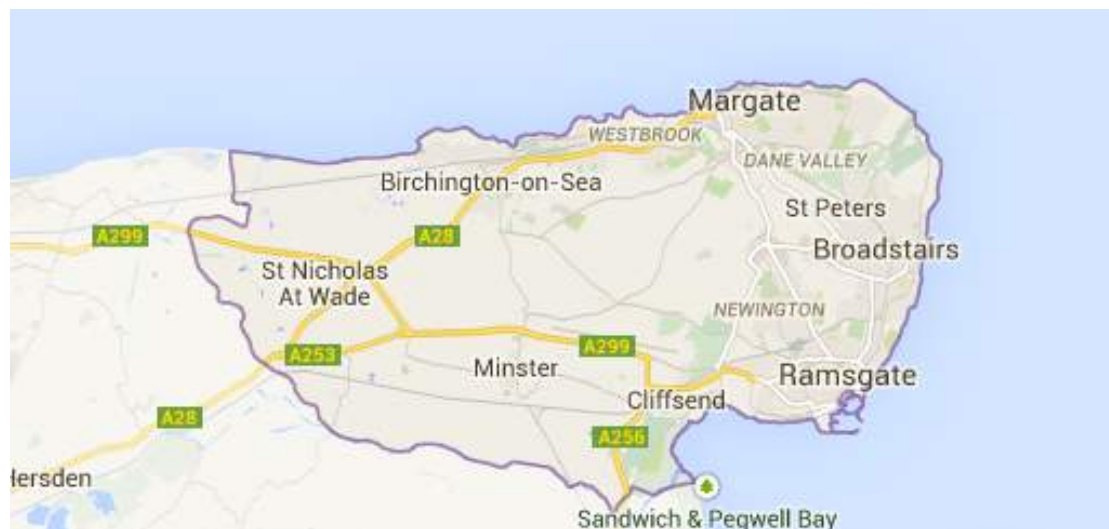 Margate
WESTBROOK
DANE VALLEY
Birchington-on-Sea
St Peters
A299
A28
Broadstairs
St Nicholas
At Wade
NEWINGTON
A299
A253
Minster
Ramsgate
Cliffsend
A28
A256
Sandwich & Pegwell Bay